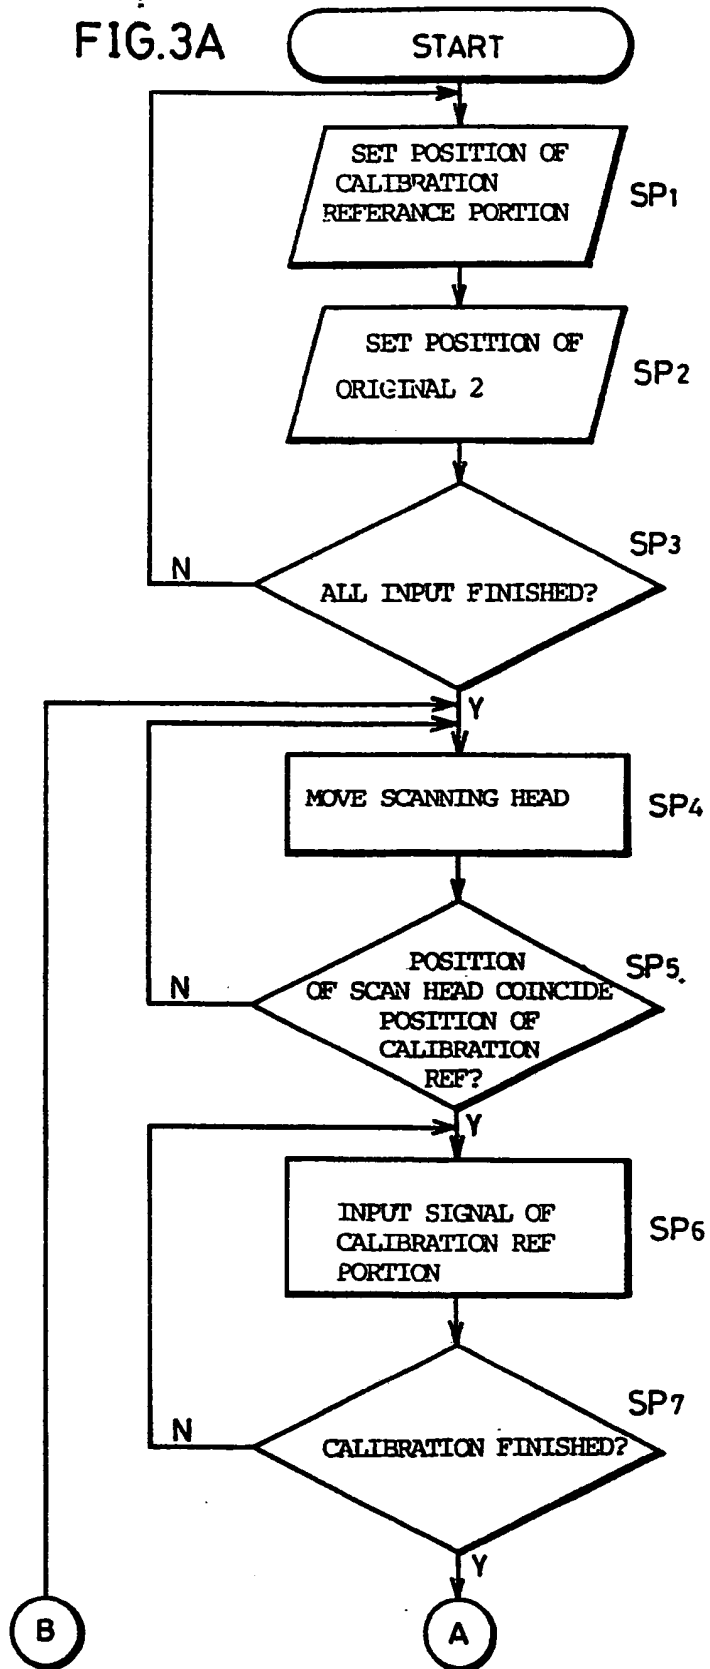 FIG.3A
START
SET POSITION OF
CALIBRATION
REFERANCE PORTION
SP1
SET POSITION OF
ORIGINAL 2
SP2
SP3
N
ALL INPUT FINISHED?
Y
MOVE SCANNING HEAD
SP4
SP5.
POSITION
N
OF SCAN HEAD COINCIDE
POSITION OF
CALIBRATION
REF?
Y
INPUT SIGNAL OF
CALIBRATION REF
PORTION
SP6
SP7
N
CALIBRATION FINISHED?
Y
B
A